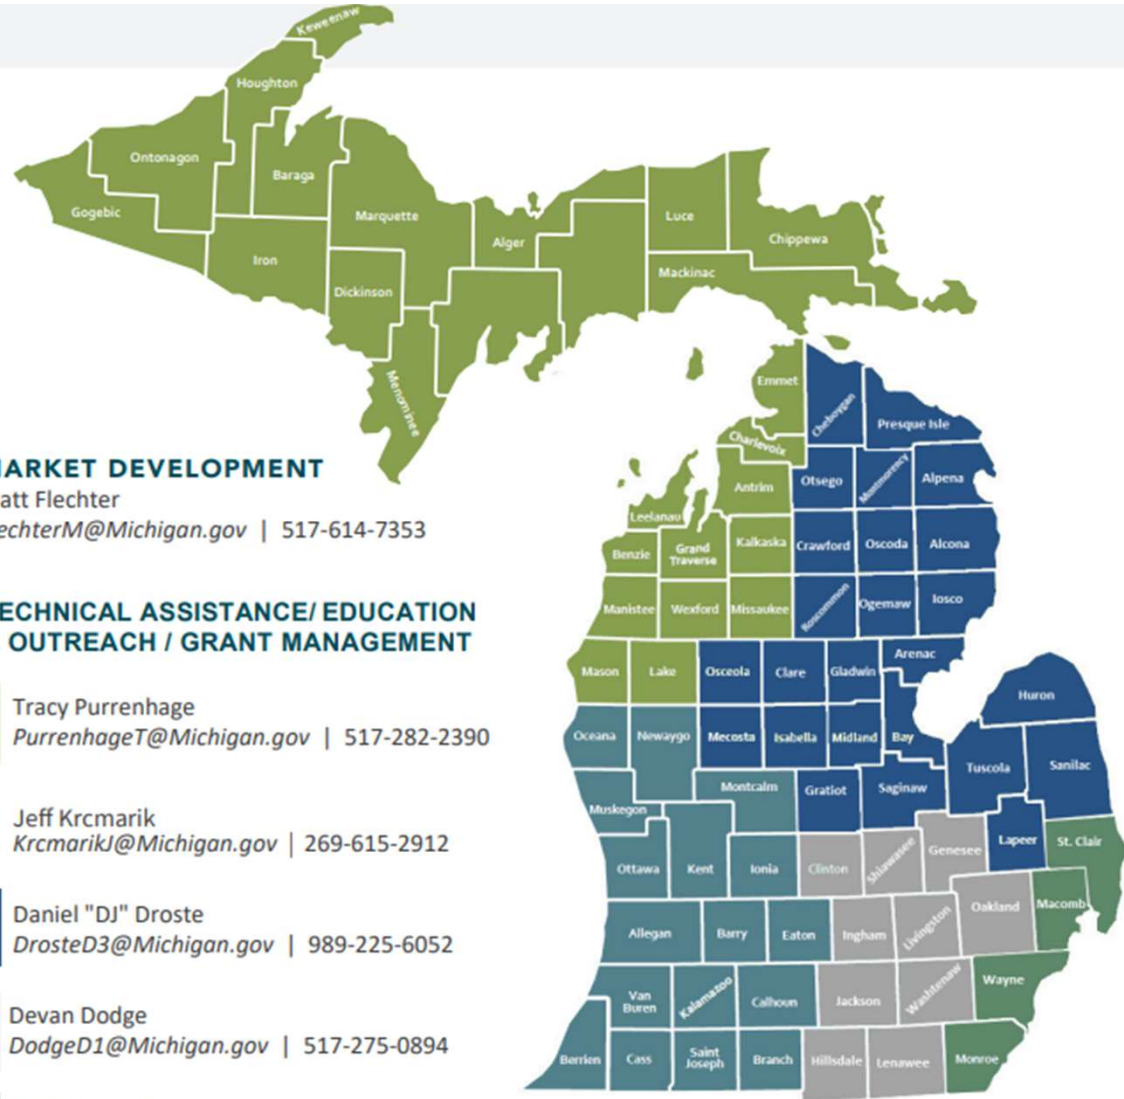 Keweenaw
Houghton
Ontonagon
Baraga
Gogebic
Marquette
Luce
Alger
Chippewa
Iron
Mackinac
Dickinson
Menominee
Emmet
Cheboygan
Presque Isle
Charlevoix
ARKET DEVELOPMENT
att Flechter
echterM@Michigan.gov | 517-614-7353
Antrim
Otsego
Montmorency
Alpena
Leelanau
Benzie
Grand
Traverse
Kalkaska
Crawford
Oscoda
Alcona
Manistee
Wexford
Missaukee
Roscommon
Ogemaw
Iosco
ECHNICAL ASSISTANCE/ EDUCATION
OUTREACH / GRANT MANAGEMENT
Mason
Lake
Osceola
Clare
Gladwin
Arenac
Huron
Tracy Purrenhage
PurrenhageT@Michigan.gov | 517-282-2390
Oceana
Newaygo
Mecosta
Isabella
Midland
Bay
Tuscola
Sanilac
Jeff Krcmarik
KrcmarikJ@Michigan.gov | 269-615-2912
Muskegon
Montcalm
Gratiot
Saginaw
Ottawa
Kent
Ionia
Clinton
Shiawasee
Genesee
Lapeer
St. Clair
Daniel "DJ" Droste
DrosteD3@Michigan.gov | 989-225-6052
Allegan
Barry
Eaton
Ingham
Livingston
Oakland
Macomb
Devan Dodge
DodgeD1@Michigan.gov | 517-275-0894
Van
Buren
Kalamazoo
Calhoun
Jackson
Washtenaw
Wayne
Berrien
Cass
Saint
Joseph
Branch
Hillsdale
Lenawee
Monroe